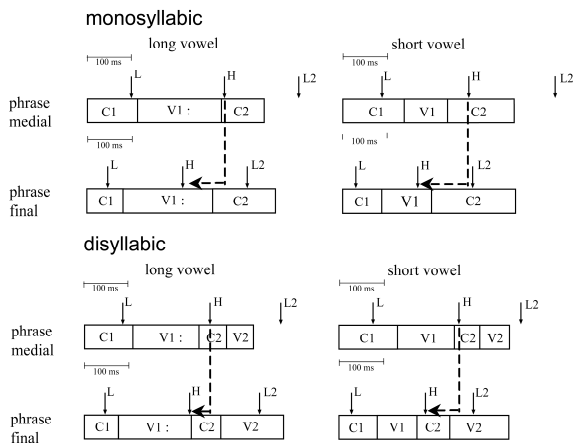 monosyllabic
long vowel short vowel
100 ms L H L2 100 ms L H L2
phrase medial C1 V1 : C2 C1 V1 C2
100 ms L H L2 100 ms L H L2
phrase final C1 V1 : C2 C1 V1 C2
disyllabic
long vowel short vowel
100 ms L H L2 100 ms L H L2
phrase medial C1 V1 : C2 V2 C1 V1 C2 V2
100 ms L H L2 100 ms L H L2
phrase final C1 V1 : C2 V2 C1 V1 C2 V2